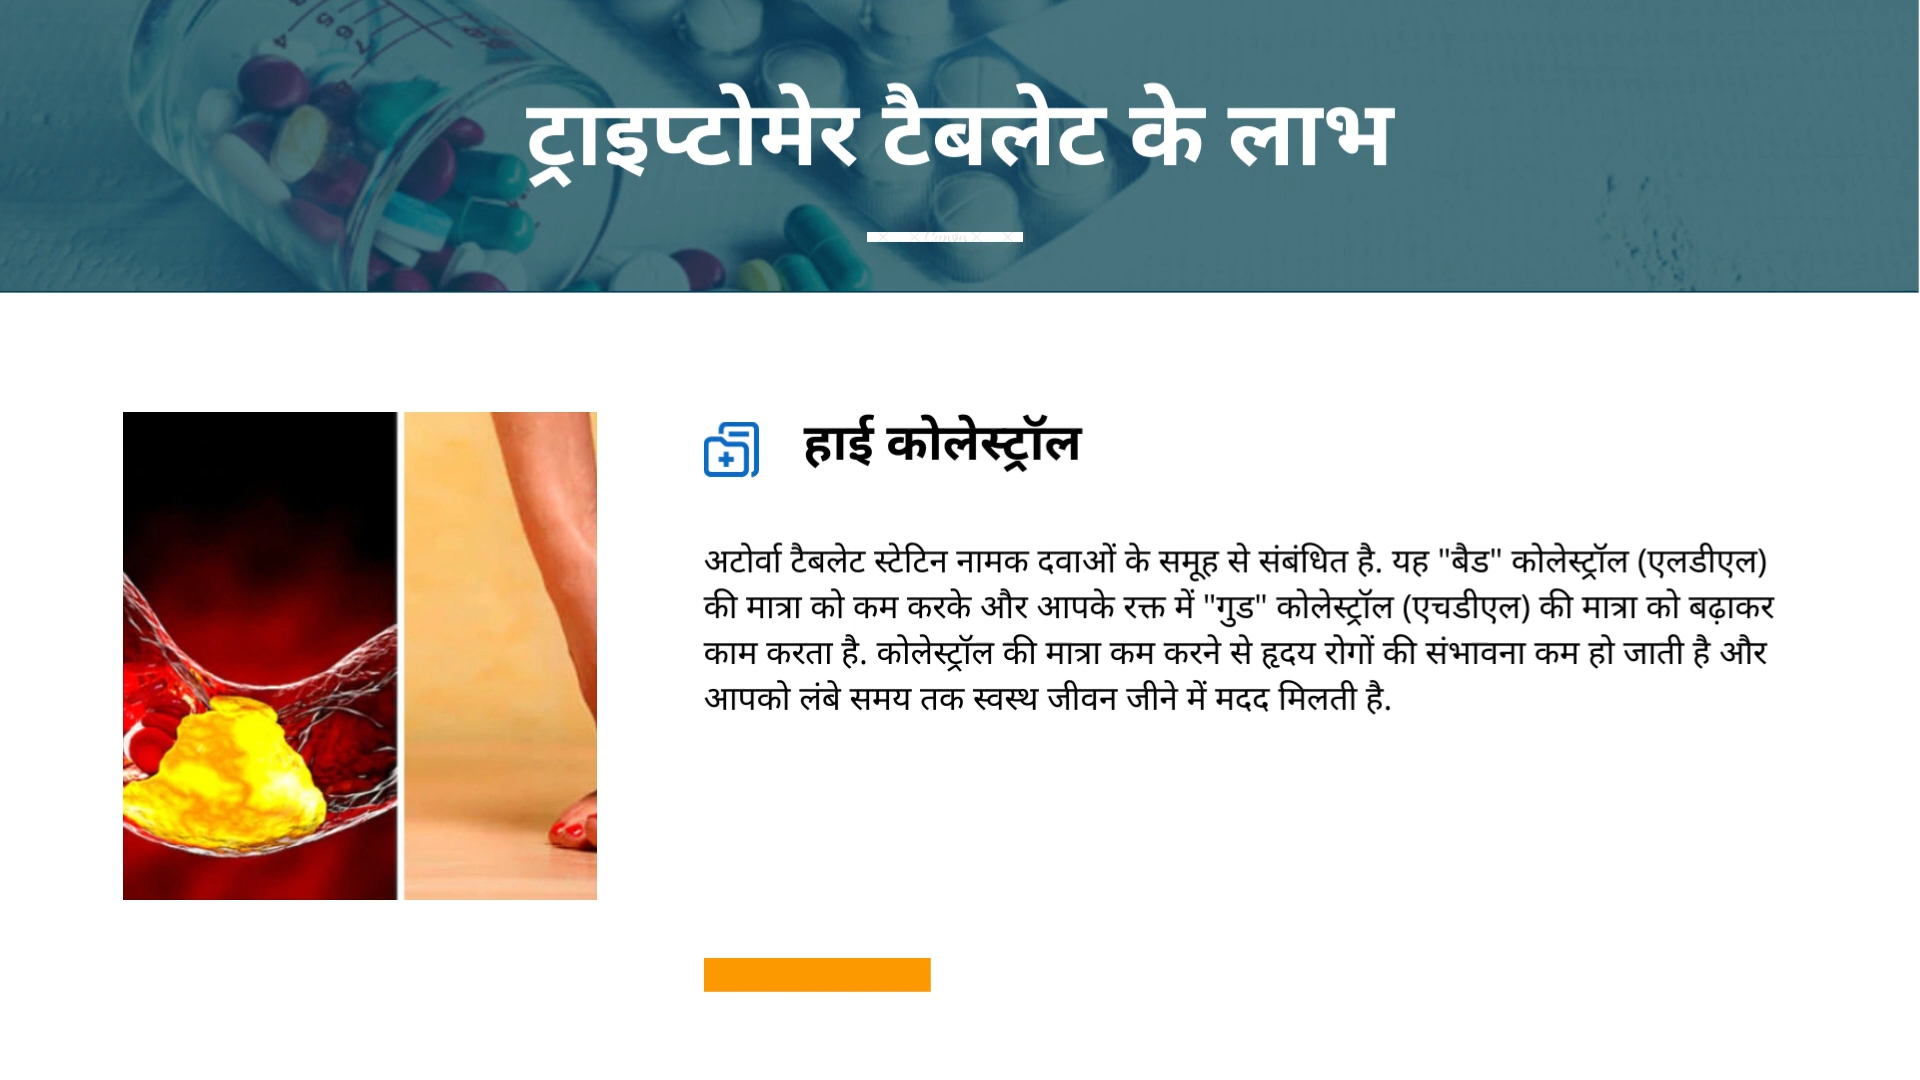 ट्राइप्टोमेर टैबलेट के लाभ
हाई कोलेस्ट्रॉल
अटोर्वा टैबलेट स्टेटिन नामक दवाओं के समूह से संबंधित है. यह "बैड" कोलेस्ट्रॉल (एलडीएल)
की मात्रा को कम करके और आपके रक्त में "गुड" कोलेस्ट्रॉल (एचडीएल) की मात्रा को बढ़ाकर
काम करता है. कोलेस्ट्रॉल की मात्रा कम करने से हृदय रोगों की संभावना कम हो जाती है और
आपको लंबे समय तक स्वस्थ जीवन जीने में मदद मिलती है.